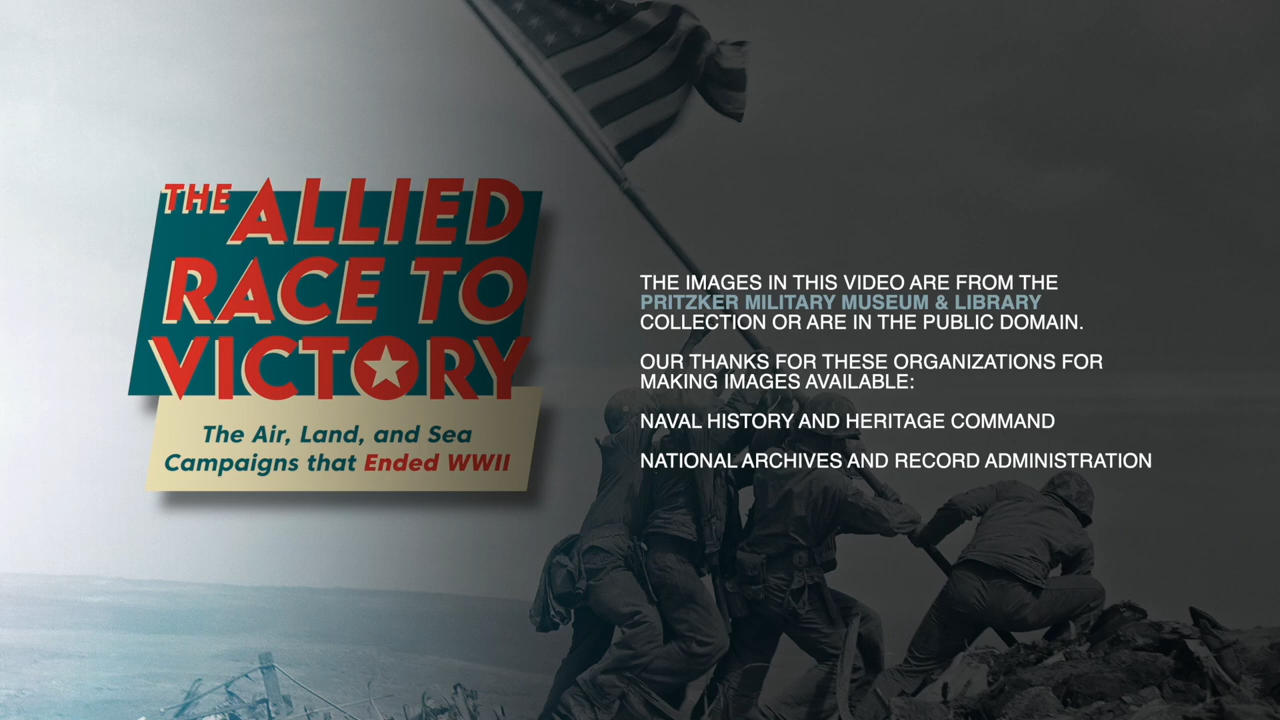 THE ALLIED
RACE TO
VICTORY
The Air, Land, and Sea
Campaigns that Ended WWII
THE IMAGES IN THIS VIDEO ARE FROM THE
PRITZKER MILITARY MUSEUM & LIBRARY
COLLECTION OR ARE IN THE PUBLIC DOMAIN.
OUR THANKS FOR THESE ORGANIZATIONS FOR
MAKING IMAGES AVAILABLE:
NAVAL HISTORY AND HERITAGE COMMAND
NATIONAL ARCHIVES AND RECORD ADMINISTRATION